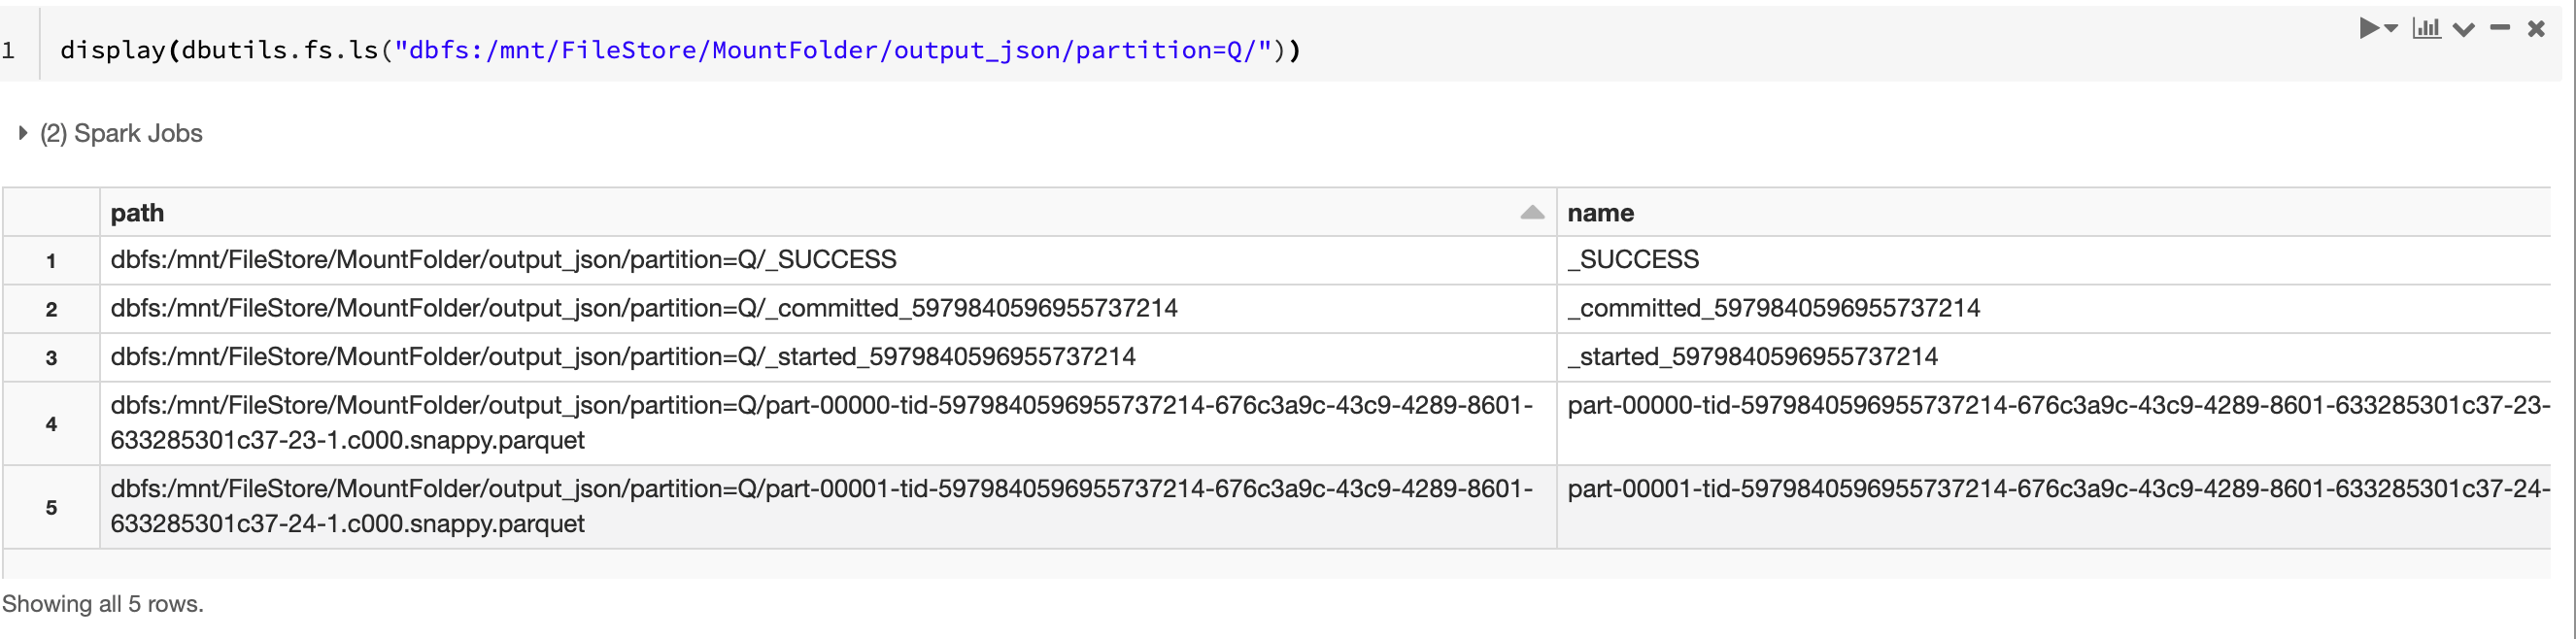 1 display(dbutils.fs.ls("dbfs:/mnt/FileStore/MountFolder/output_json/partition=Q/"))
(2) Spark Jobs
path name
1 dbfs:/mnt/FileStore/MountFolder/output_json/partition=Q/_SUCCESS _SUCCESS
2 dbfs:/mnt/FileStore/MountFolder/output_json/partition=Q/_committed_5979840596955737214 _committed_5979840596955737214
3 dbfs:/mnt/FileStore/MountFolder/output_json/partition=Q/_started_5979840596955737214 _started_5979840596955737214
4 dbfs:/mnt/FileStore/MountFolder/output_json/partition=Q/part-00000-tid-5979840596955737214-676c3a9c-43c9-4289-8601- part-00000-tid-5979840596955737214-676c3a9c-43c9-4289-8601-633285301c37-23-
633285301c37-23-1.c000.snappy.parquet
5 dbfs:/mnt/FileStore/MountFolder/output_json/partition=Q/part-00001-tid-5979840596955737214-676c3a9c-43c9-4289-8601- part-00001-tid-5979840596955737214-676c3a9c-43c9-4289-8601-633285301c37-24-
633285301c37-24-1.c000.snappy.parquet
Showing all 5 rows.